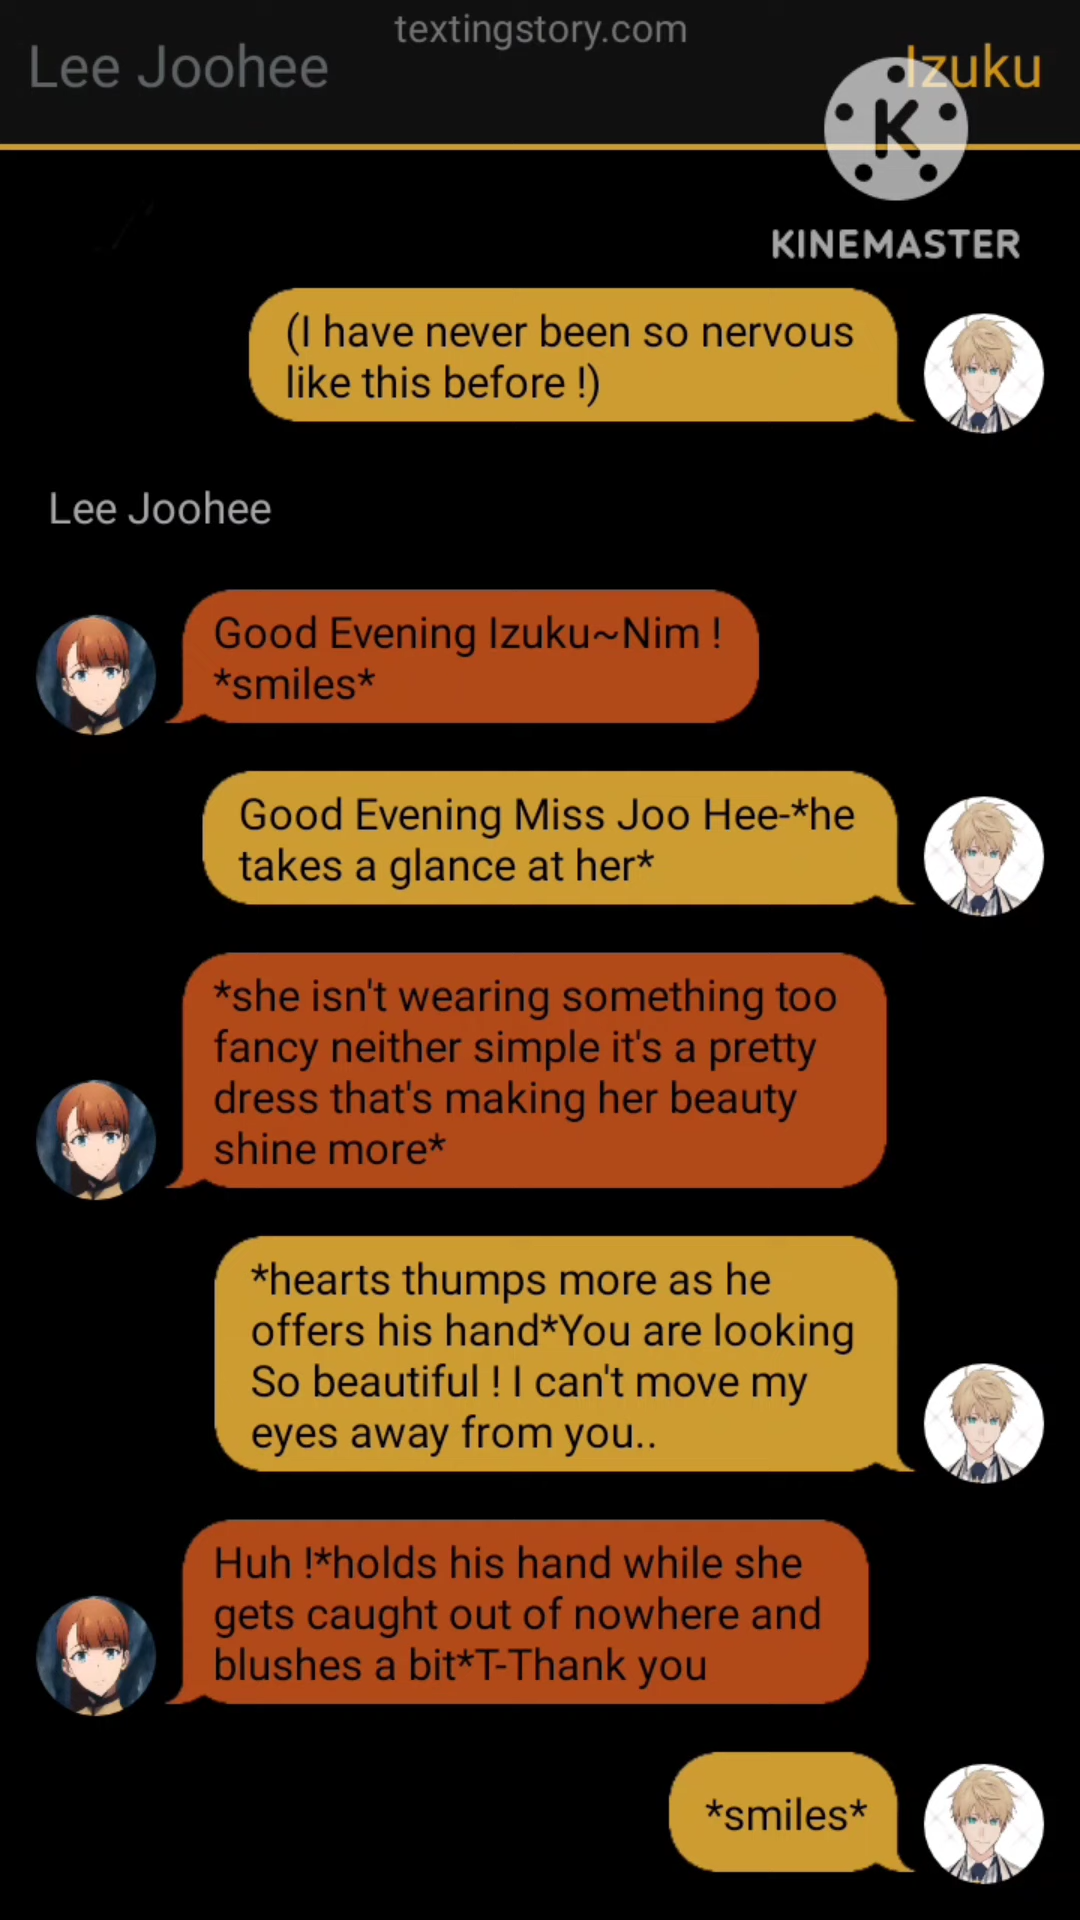 textingstory.com
Lee Joohee
Izuku
K
KINEMASTER
(I have never been so nervous
like this before !)
Lee Joohee
Good Evening Izuku~Nim !
*smiles*
Good Evening Miss Joo Hee-*he
takes a glance at her*
*she isn't wearing something too
fancy neither simple it's a pretty
dress that's making her beauty
shine more*
*hearts thumps more as he
offers his hand*You are looking
So beautiful ! I can't move my
eyes away from you..
Huh !*holds his hand while she
gets caught out of nowhere and
blushes a bit*T-Thank you
*smiles*